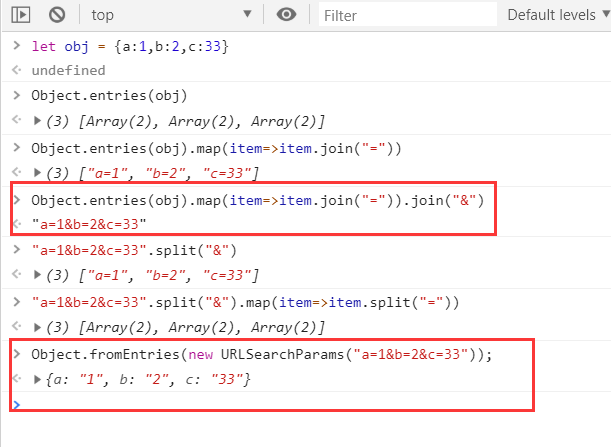 top ▼ Filter Default levels ▼
> let obj = {a:1,b:2,c:33}
< undefined
> Object.entries(obj)
< ▶(3) [Array(2), Array(2), Array(2)]
> Object.entries(obj).map(item=>item.join("="))
< ▶(3) ["a=1", "b=2", "c=33"]
> Object.entries(obj).map(item=>item.join("=")).join("&")
< "a=1&b=2&c=33"
> "a=1&b=2&c=33".split("&")
< ▶(3) ["a=1", "b=2", "c=33"]
> "a=1&b=2&c=33".split("&").map(item=>item.split("="))
< ▶(3) [Array(2), Array(2), Array(2)]
> Object.fromEntries(new URLSearchParams("a=1&b=2&c=33"));
< ▶{a: "1", b: "2", c: "33"}
>